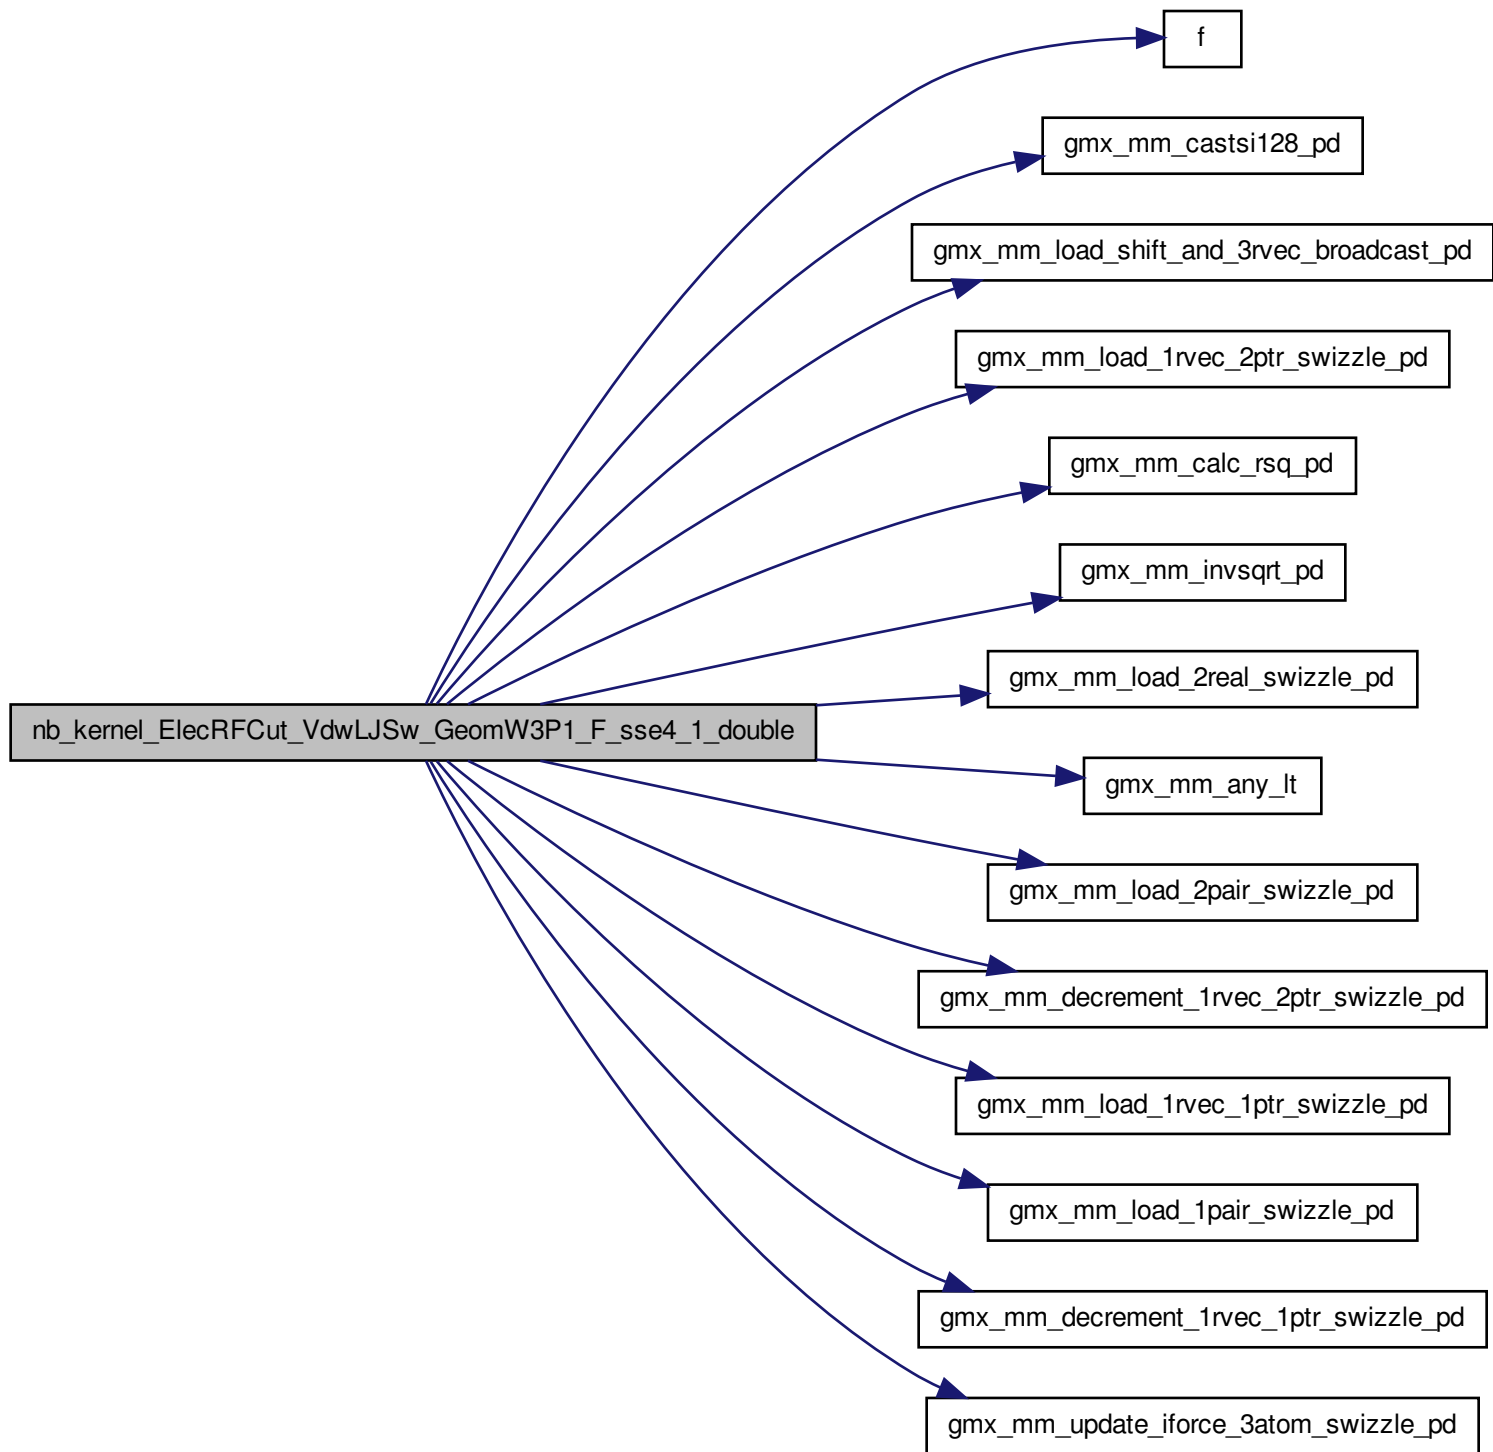 f
gmx_mm_castsi128_pd
gmx_mm_load_shift_and_3rvec_broadcast_pd
gmx_mm_load_1rvec_2ptr_swizzle_pd
gmx_mm_calc_rsq_pd
gmx_mm_invsqrt_pd
gmx_mm_load_2real_swizzle_pd
nb_kernel_ElecRFCut_VdwLJSw_GeomW3P1_F_sse4_1_double
gmx_mm_any_lt
gmx_mm_load_2pair_swizzle_pd
gmx_mm_decrement_1rvec_2ptr_swizzle_pd
gmx_mm_load_1rvec_1ptr_swizzle_pd
gmx_mm_load_1pair_swizzle_pd
gmx_mm_decrement_1rvec_1ptr_swizzle_pd
gmx_mm_update_iforce_3atom_swizzle_pd